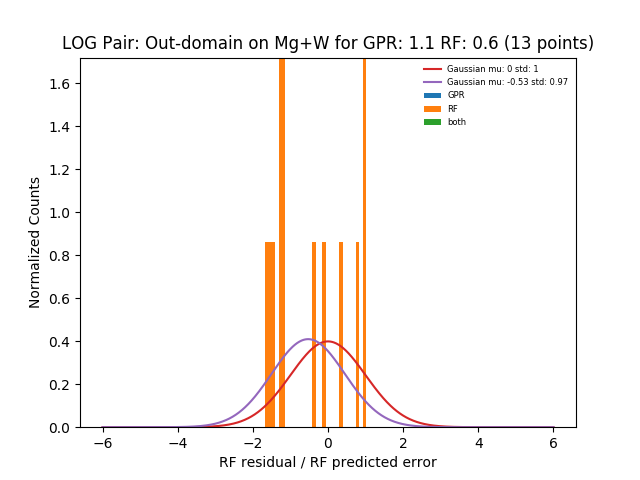 LOG Pair: Out-domain on Mg+W for GPR: 1.1 RF: 0.6 (13 points)
Gaussian mu: 0 std: 1
Gaussian mu: -0.53 std: 0.97
GPR
RF
both
Normalized Counts
1.6
1.4
1.2
1.0
0.8
0.6
0.4
0.2
0.0
−6 −4 −2 0 2 4 6
RF residual / RF predicted error